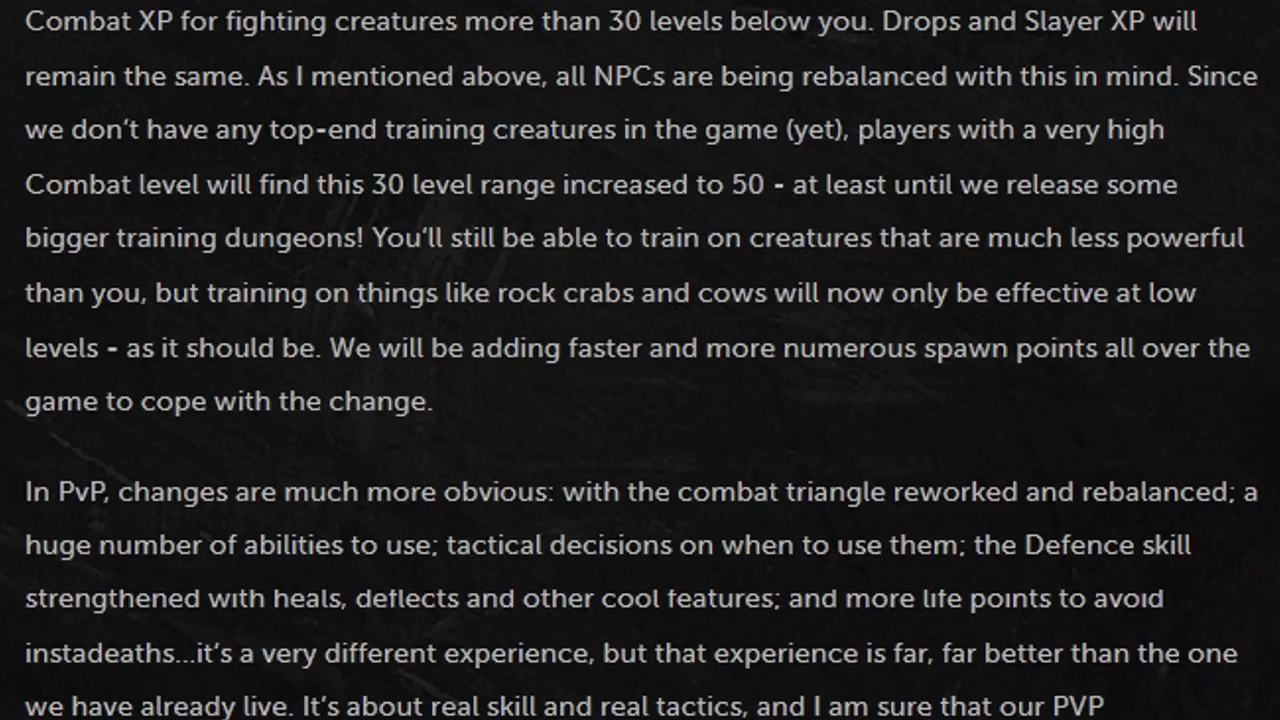 Combat XP for fighting creatures more than 30 levels below you. Drops and Slayer XP will
remain the same. As I mentioned above, all NPCs are being rebalanced with this in mind. Since
we don’t have any top-end training creatures in the game (yet), players with a very high
Combat level will find this 30 level range increased to 50 - at least until we release some
bigger training dungeons! You’ll still be able to train on creatures that are much less powerful
than you, but training on things like rock crabs and cows will now only be effective at low
levels - as it should be. We will be adding faster and more numerous spawn points all over the
game to cope with the change.
In PvP, changes are much more obvious: with the combat triangle reworked and rebalanced; a
huge number of abilities to use; tactical decisions on when to use them; the Defence skill
strengthened with heals, deflects and other cool features; and more life points to avoid
instadeaths...it’s a very different experience, but that experience is far, far better than the one
we have already live. It’s about real skill and real tactics, and I am sure that our PVP